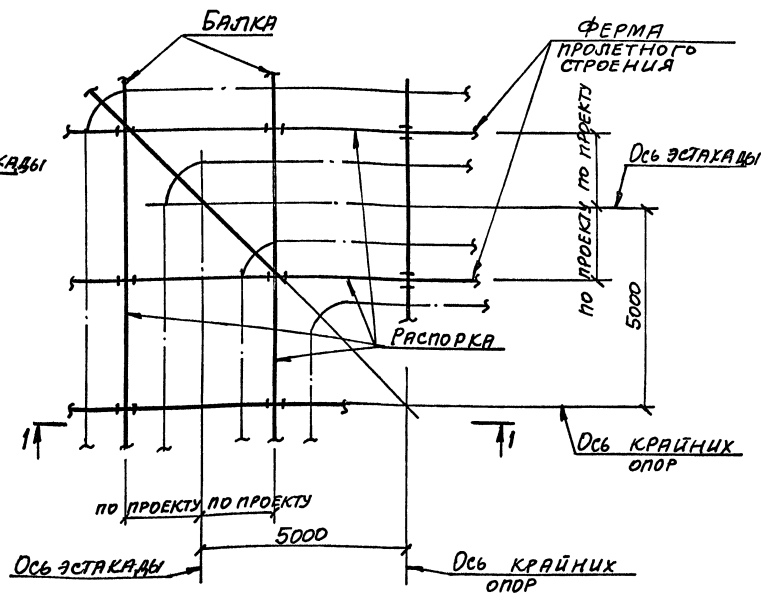 БАЛКА
ФЕРМА
ПРОЛЕТНОГО
СТРОЕНИЯ
КАДЫ
ПО ПРОЕКТУ
ПО ПРОЕКТУ
ОСЬ ЭСТАКАДЫ
5000
РАСПОРКА
1
1
ОСЬ КРАЙНИХ
ОПОР
ПО ПРОЕКТУ ПО ПРОЕКТУ
5000
ОСЬ ЭСТАКАДЫ
ОСЬ КРАЙНИХ
ОПОР